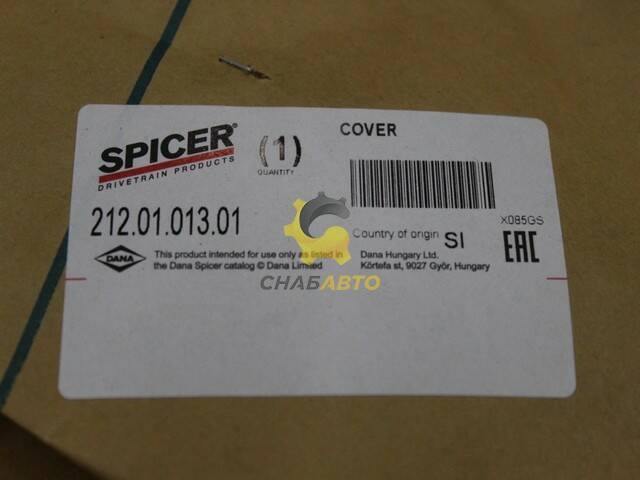 SPICER®
DRIVETRAIN PRODUCTS
(1)
QUANTITY
COVER
212.01.013.01
X085GS
Country of origin SI
EAC
DANA
This product intended for use only as listed in
the Dana Spicer catalog © Dana Limited
Dana Hungary Ltd.
Körtefa st, 9027 Győr, Hungary
СНАБАВТО